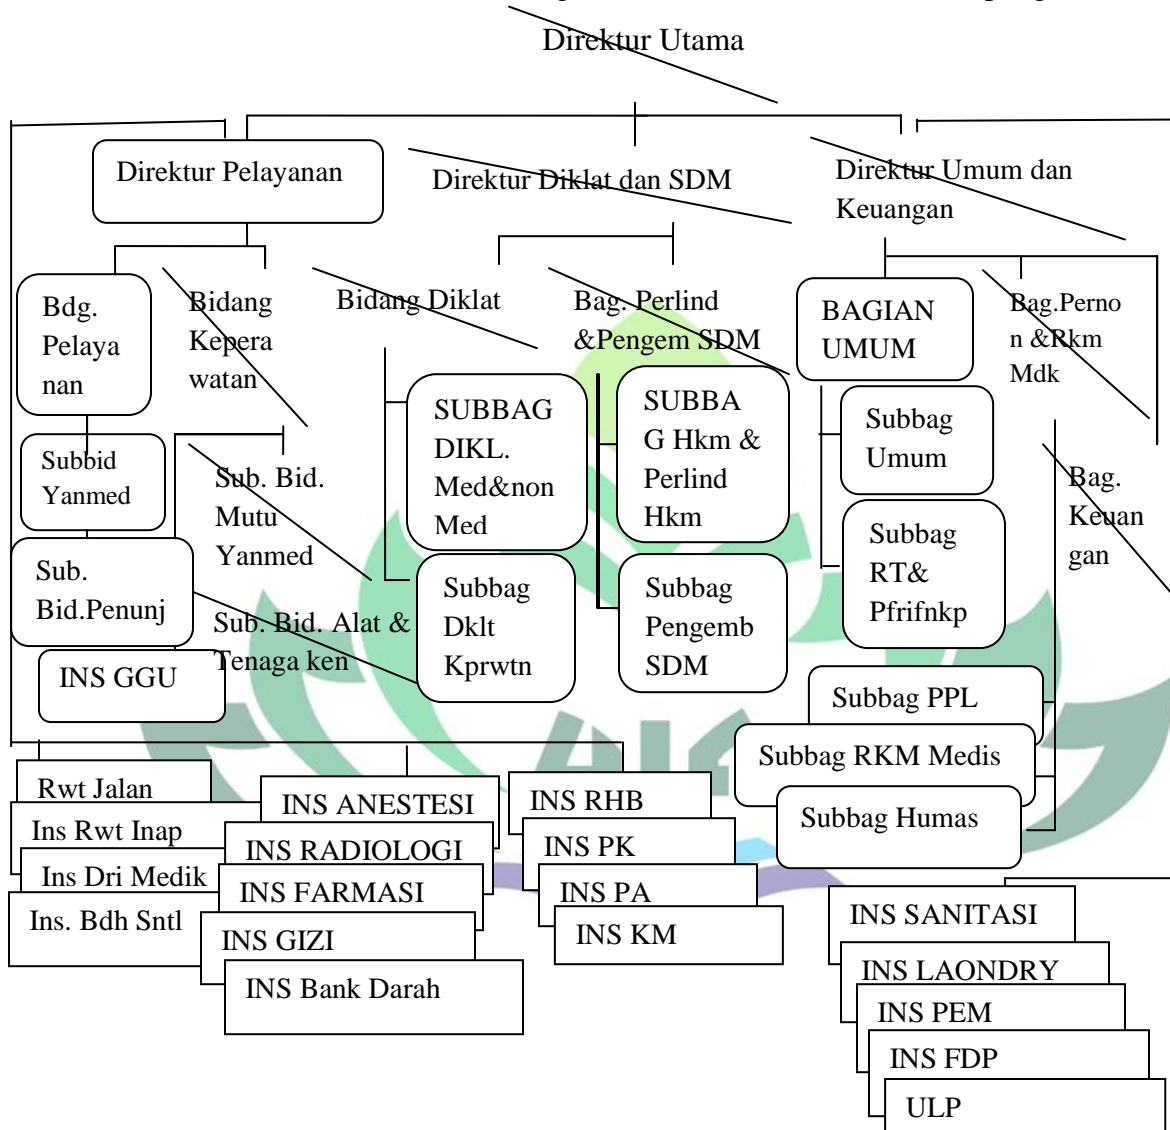 Direktur Utama
Direktur Pelayanan
Direktur Diklat dan SDM
Direktur Umum dan
Keuangan
Bdg.
Pelaya
nan
Bidang
Kepera
watan
Bidang Diklat
Bag. Perlind
&Pengem SDM
BAGIAN
UMUM
Bag.Perno
n &Rkm
Mdk
Subbid
Yanmed
Sub. Bid.
Mutu
Yanmed
SUBBAG
DIKL.
Med&non
Med
SUBBA
G Hkm &
Perlind
Hkm
Subbag
Umum
Bag.
Keuan
gan
Sub.
Bid.Penunj
Sub. Bid. Alat &
Tenaga ken
Subbag
Dklt
Kprwtn
Subbag
Pengemb
SDM
Subbag
RT&
Pfrifnkp
INS GGU
Subbag PPL
Subbag RKM Medis
Subbag Humas
Rwt Jalan
Ins Rwt Inap
Ins Dri Medik
Ins. Bdh Sntl
INS ANESTESI
INS RADIOLOGI
INS FARMASI
INS GIZI
INS Bank Darah
INS RHB
INS PK
INS PA
INS KM
INS SANITASI
INS LAONDRY
INS PEM
INS FDP
ULP